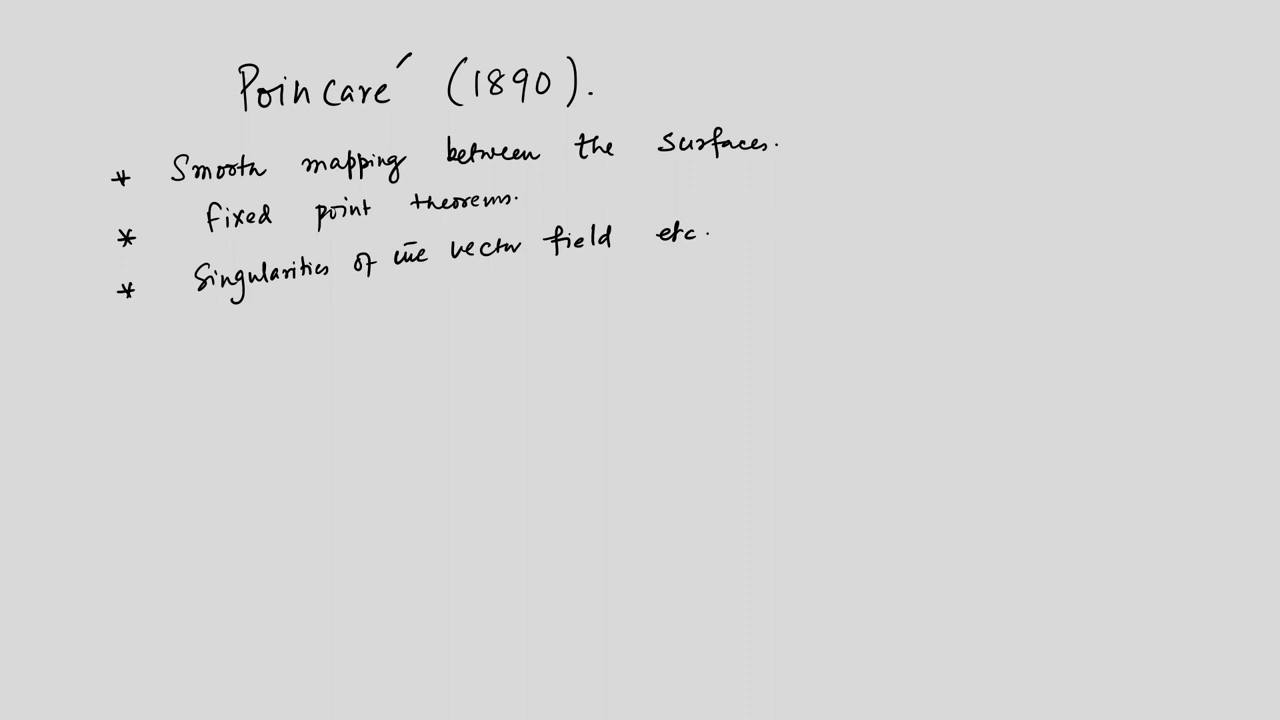 Poincaré (1890).
* Smooth mapping between the surfaces.
* fixed point theorems.
* Singularities of the vector field etc.